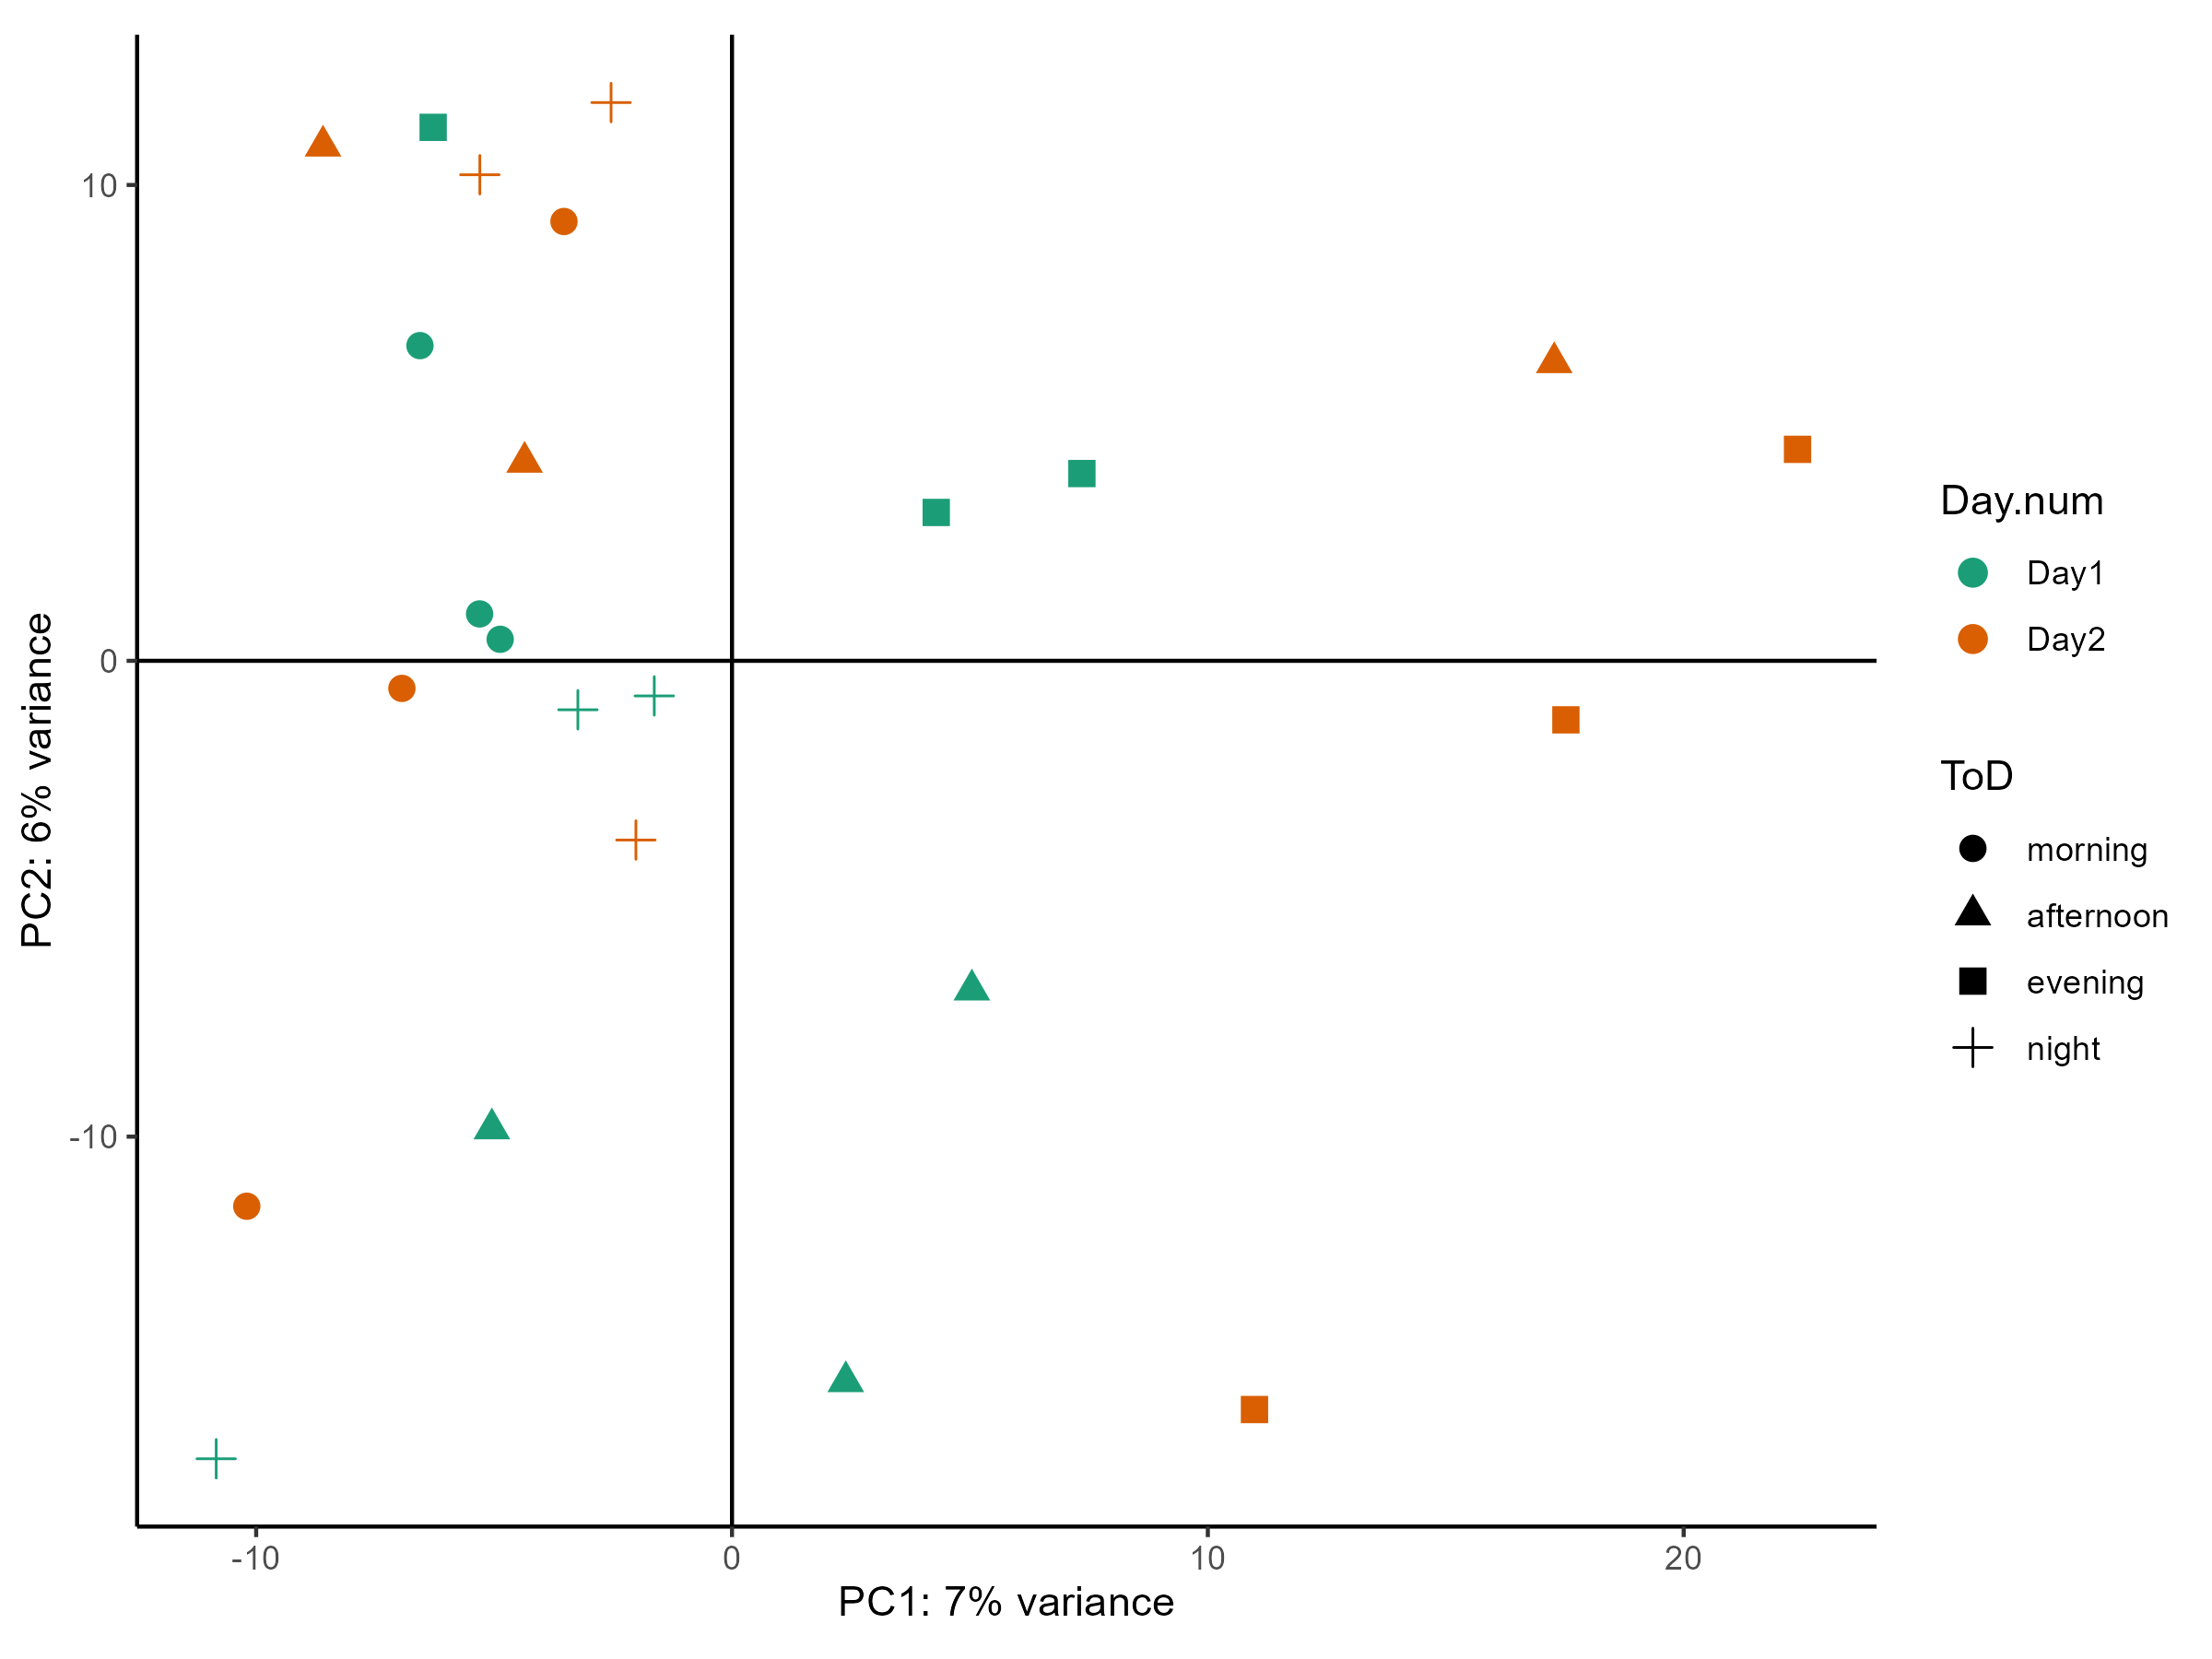 10
0
-10
-10
0
10
20
PC1: 7% variance
PC2: 6% variance
Day.num
Day1
Day2
ToD
morning
afternoon
evening
night